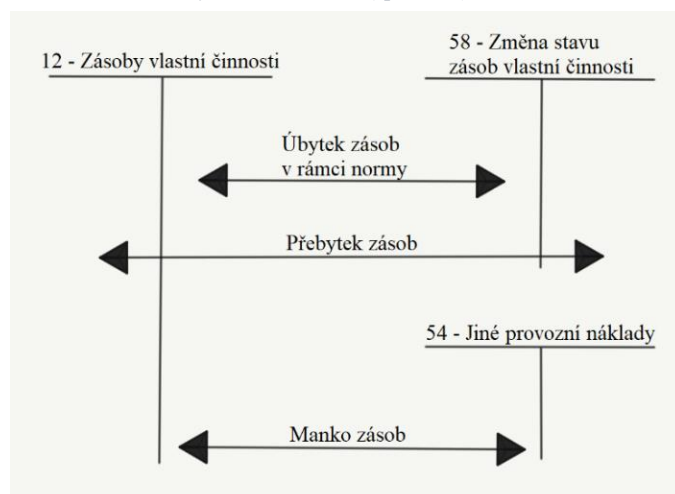 12 - Zásoby vlastní činnosti
58 - Změna stavu
zásob vlastní činnosti
Úbytek zásob
v rámci normy
Přebytek zásob
54 - Jiné provozní náklady
Manko zásob